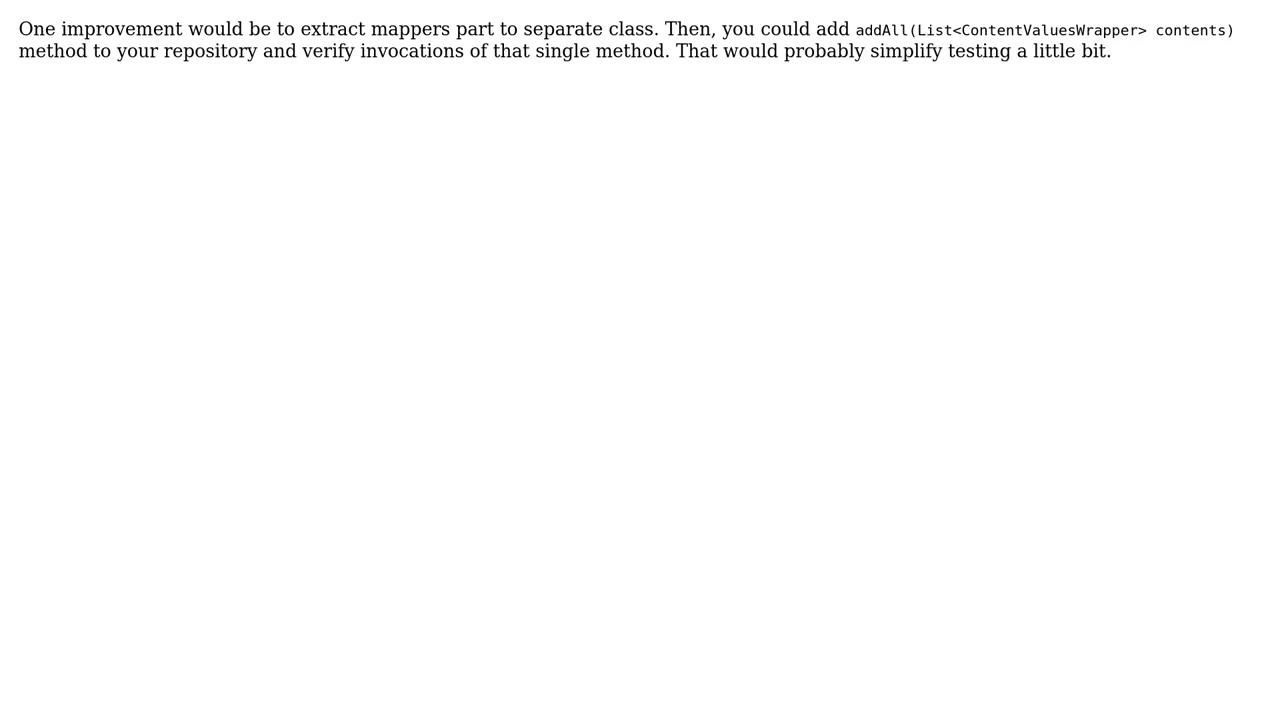 One improvement would be to extract mappers part to separate class. Then, you could add addAll(List<ContentValuesWrapper> contents)
method to your repository and verify invocations of that single method. That would probably simplify testing a little bit.